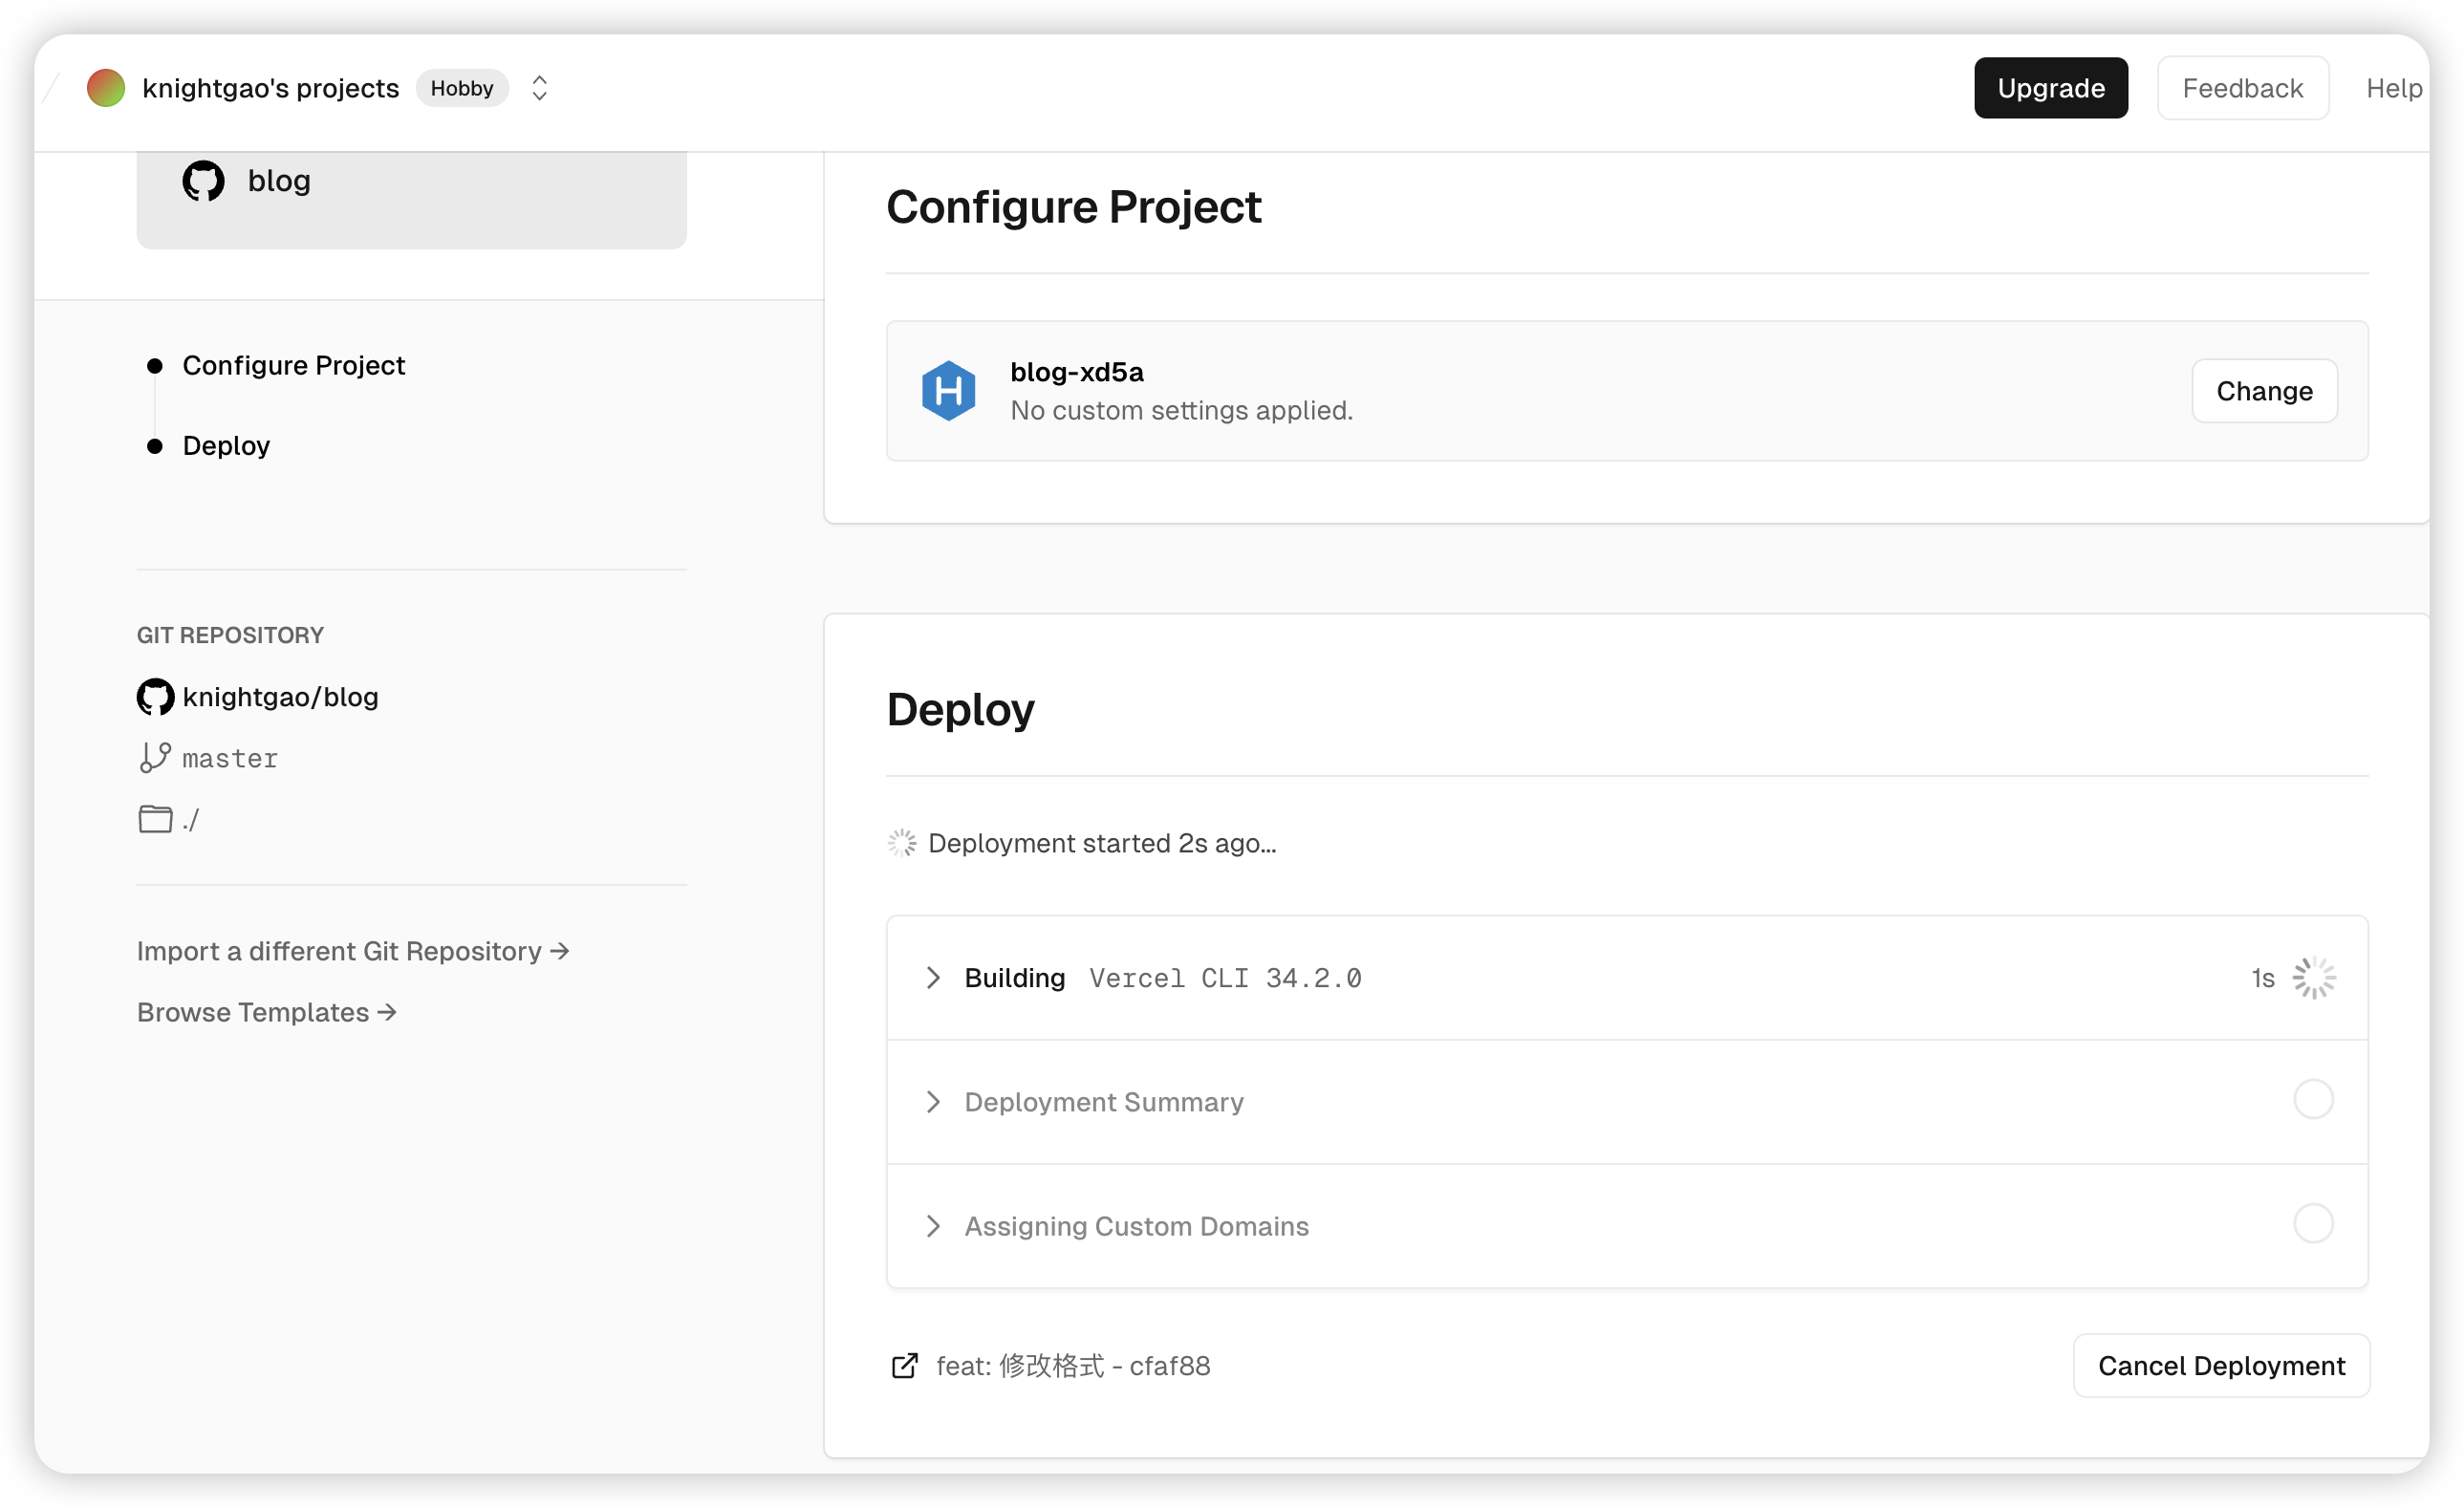 knightgao's projects Hobby
Upgrade Feedback Help
blog
Configure Project
Deploy
GIT REPOSITORY
knightgao/blog
master
./
Import a different Git Repository →
Browse Templates →
Configure Project
blog-xd5a
No custom settings applied.
Change
Deploy
Deployment started 2s ago...
Building Vercel CLI 34.2.0 1s
Deployment Summary
Assigning Custom Domains
feat: 修改格式 - cfaf88
Cancel Deployment